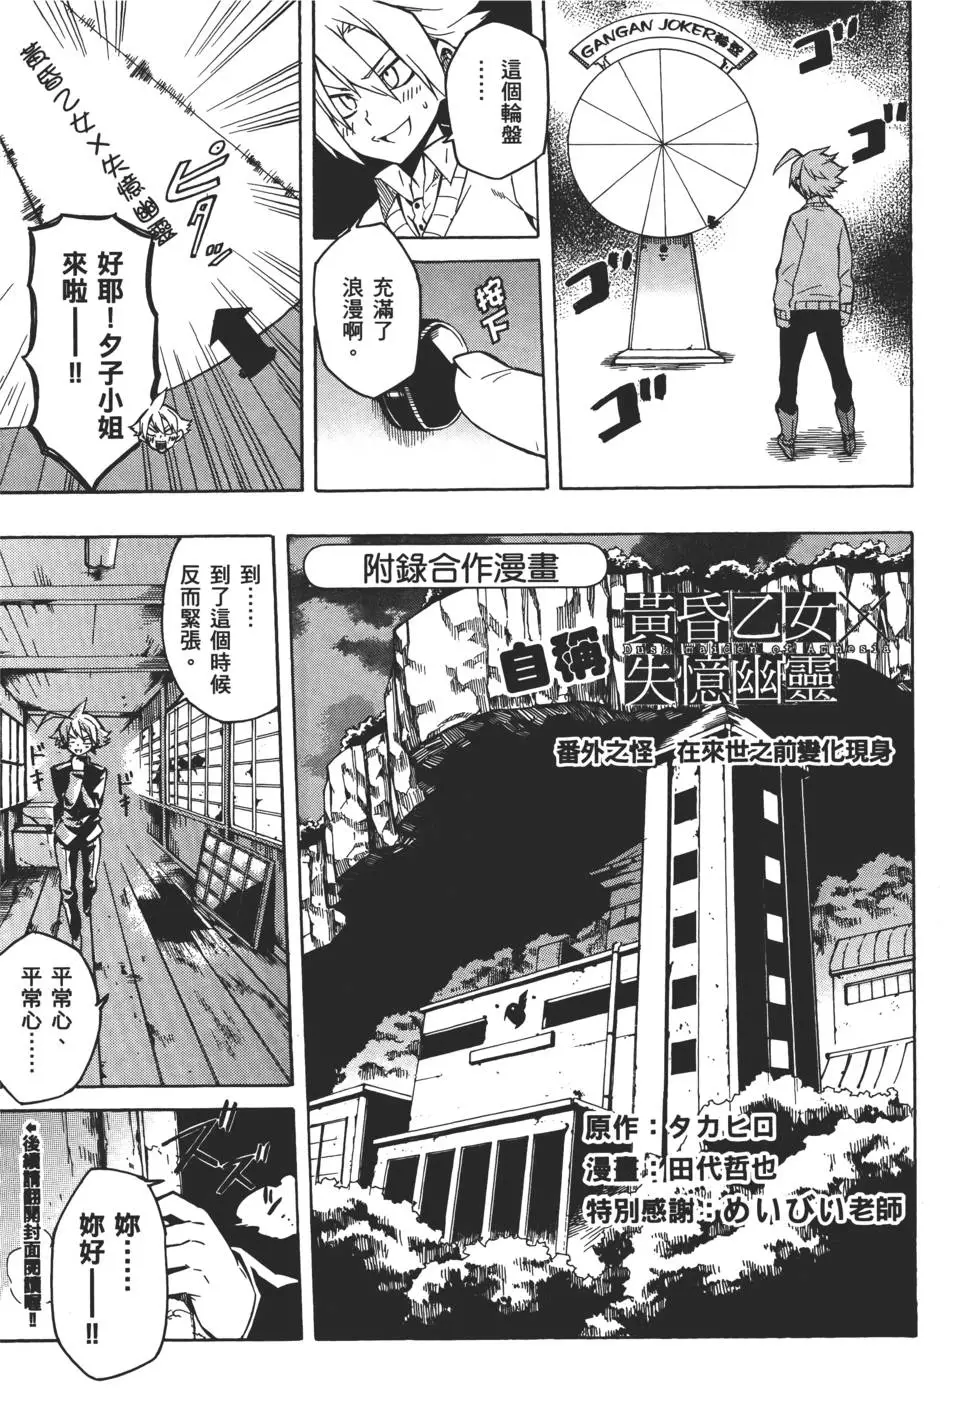 GANGAN JOKER輪盤
ゴゴ
ゴゴ
ゴゴ
這個輪盤
……
充滿了
浪漫啊。
按下
黃昏乙女×失憶幽靈
ピタッ
好耶!夕子小姐
來啦——!!
附錄合作漫畫
自稱
黃昏乙女×
Dusk maiden of Amnesia
失憶幽靈
番外之怪　在來世之前變化現身
原作:タカヒロ
漫畫:田代哲也
特別感謝:めいびい老師
到……
到了這個時候
反而緊張。
ドキ
ドキ
平常心、
平常心……
妳……
妳好——!!
←後續請翻開封面閱讀喔!!